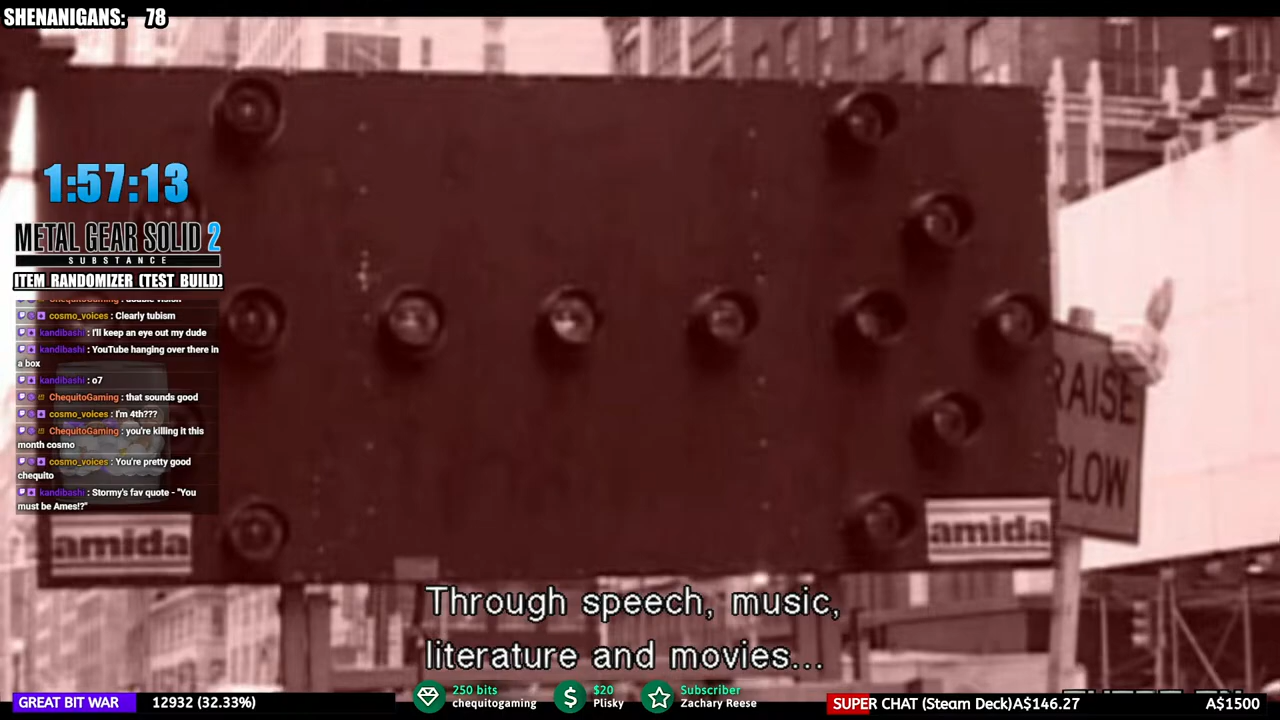 SHENANIGANS: 78
1:57:13
METAL GEAR SOLID 2
SUBSTANCE
ITEM RANDOMIZER (TEST BUILD)
ChequitoGaming : double vision
cosmo_voices : Clearly tubism
kandibashi : I'll keep an eye out my dude
kandibashi : YouTube hanging over there in
a box
kandibashi : o7
ChequitoGaming : that sounds good
cosmo_voices : I'm 4th???
ChequitoGaming : you're killing it this
month cosmo
cosmo_voices : You're pretty good
chequito
kandibashi : Stormy's fav quote - "You
must be Ames!?"
RAISE
PLOW
amida
amida
Through speech, music,
literature and movies...
GREAT BIT WAR 12932 (32.33%)
250 bits
chequitogaming
$20
Plisky
Subscriber
Zachary Reese
SUPER CHAT (Steam Deck)A$146.27 A$1500